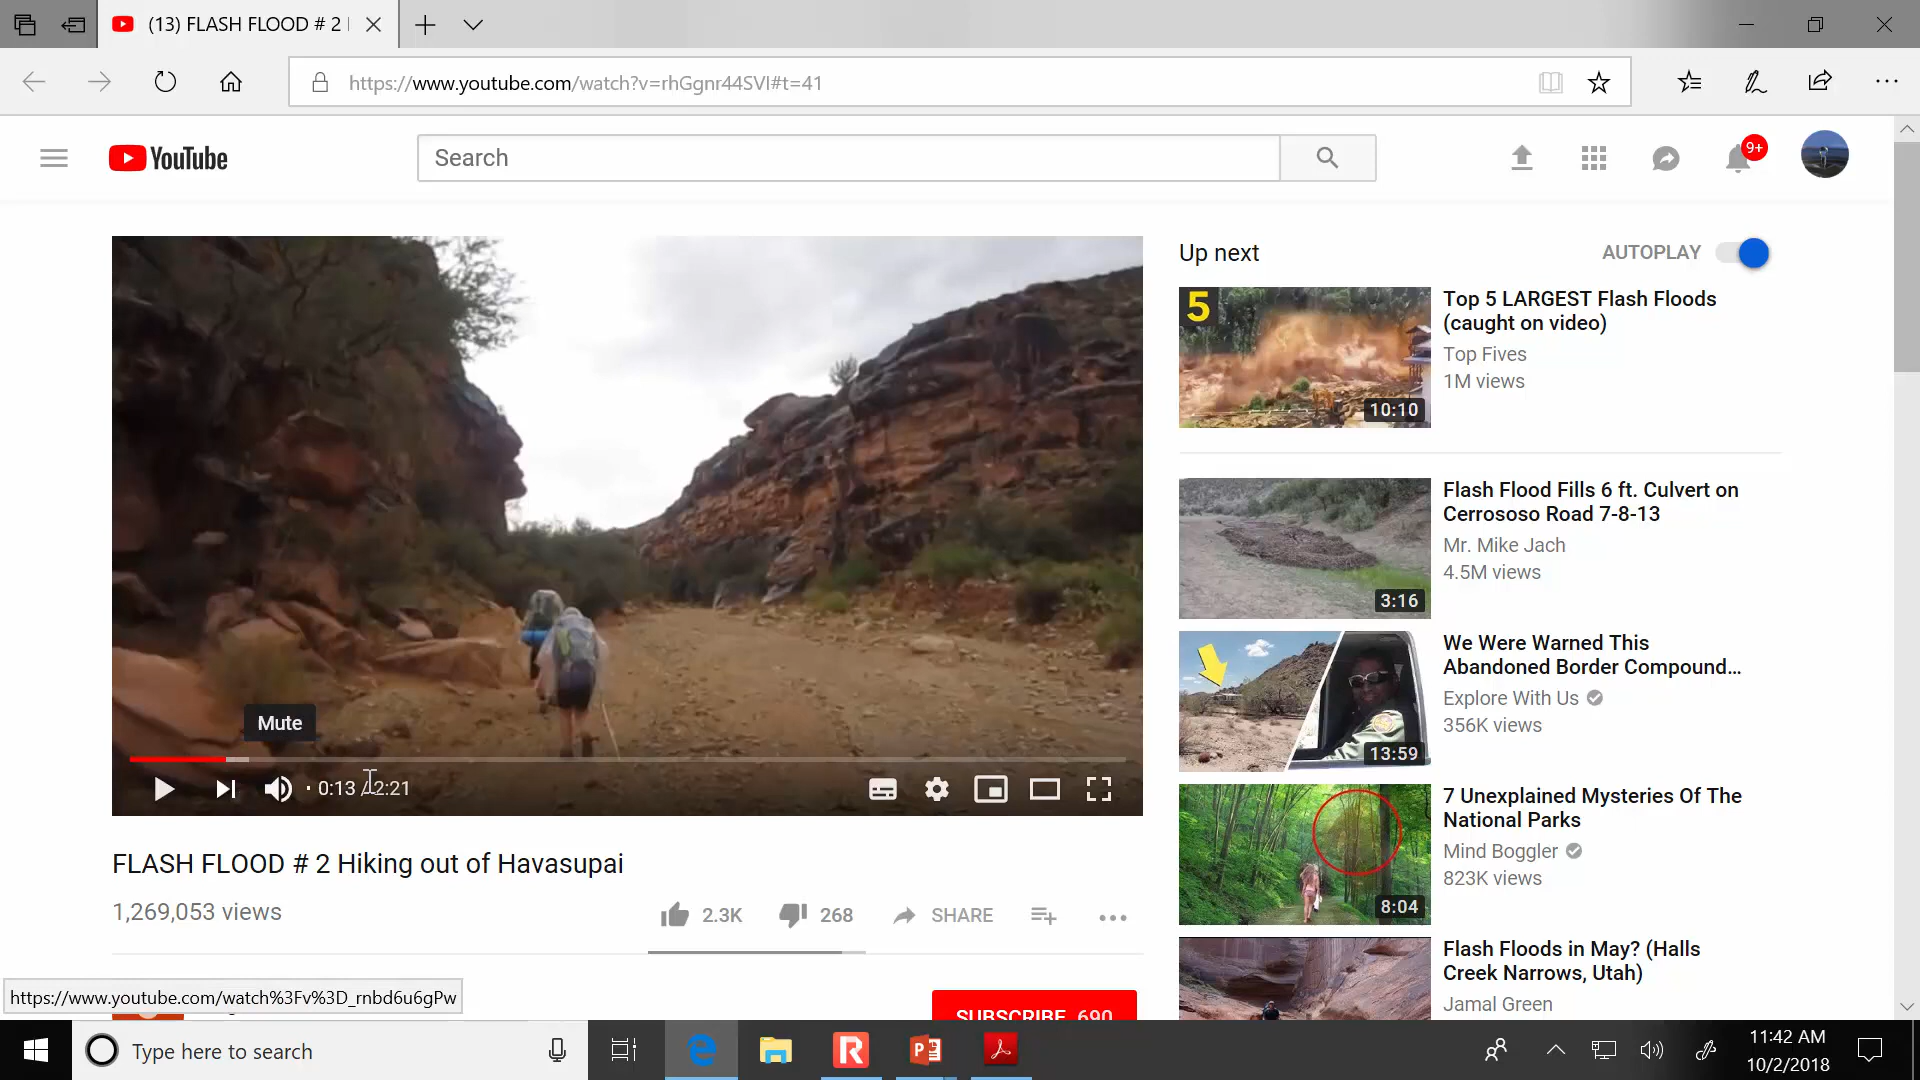 (13) FLASH FLOOD # 2
https://www.youtube.com/watch?v=rhGgnr44SVI#t=41
YouTube
Search
9+
Up next
AUTOPLAY
5
10:10
Top 5 LARGEST Flash Floods
(caught on video)
Top Fives
1M views
3:16
Flash Flood Fills 6 ft. Culvert on
Cerrososo Road 7-8-13
Mr. Mike Jach
4.5M views
13:59
We Were Warned This
Abandoned Border Compound...
Explore With Us
356K views
8:04
7 Unexplained Mysteries Of The
National Parks
Mind Boggler
823K views
Flash Floods in May? (Halls
Creek Narrows, Utah)
Jamal Green
Mute
0:13 / 2:21
FLASH FLOOD # 2 Hiking out of Havasupai
1,269,053 views
2.3K
268
SHARE
SUBSCRIBE 690
https://www.youtube.com/watch%3Fv%3D_rnbd6u6gPw
Type here to search
11:42 AM
10/2/2018